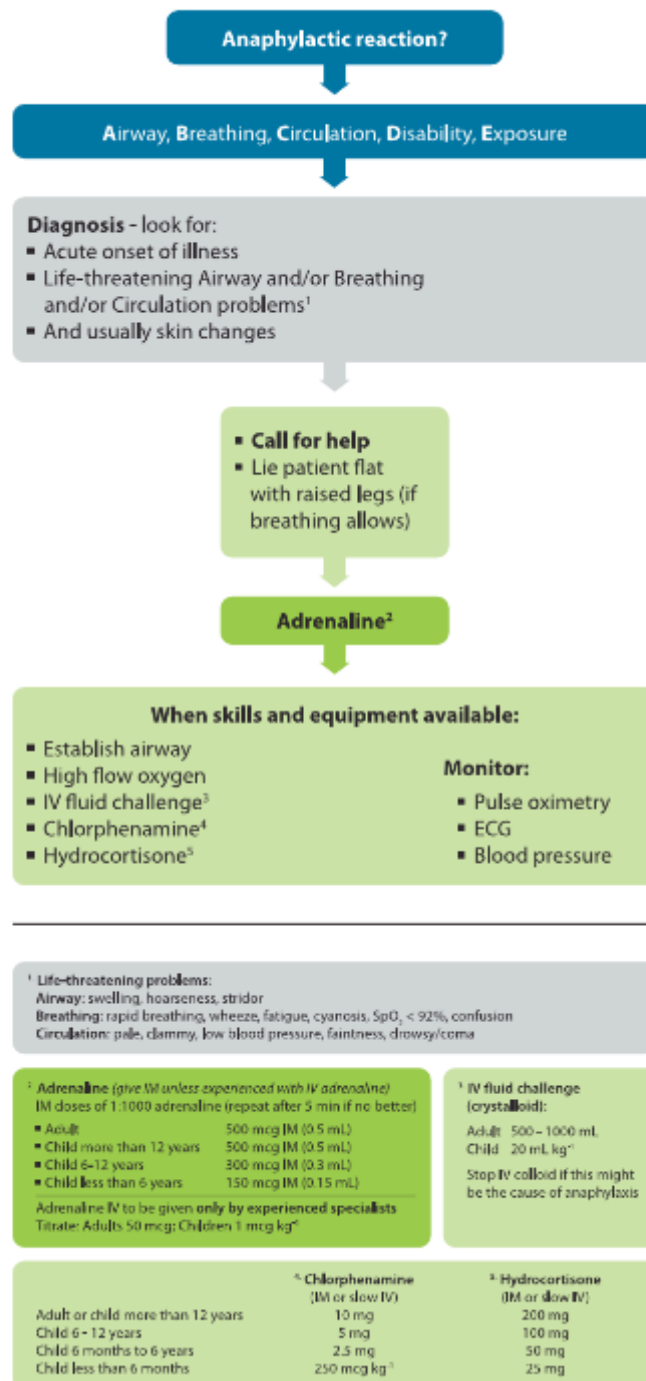 Anaphylactic reaction?
Airway, Breathing, Circulation, Disability, Exposure
Diagnosis - look for:
▪ Acute onset of illness
▪ Life-threatening Airway and/or Breathing
and/or Circulation problems¹
▪ And usually skin changes
▪ Call for help
▪ Lie patient flat
with raised legs (if
breathing allows)
Adrenaline²
When skills and equipment available:
▪ Establish airway
▪ High flow oxygen
▪ IV fluid challenge³
▪ Chlorphenamine⁴
▪ Hydrocortisone⁵
Monitor:
▪ Pulse oximetry
▪ ECG
▪ Blood pressure
¹ Life-threatening problems:
Airway: swelling, hoarseness, stridor
Breathing: rapid breathing, wheeze, fatigue, cyanosis, SpO₂ < 92%, confusion
Circulation: pale, clammy, low blood pressure, faintness, drowsy/coma
² Adrenaline (give IM unless experienced with IV adrenaline)
IM doses of 1:1000 adrenaline (repeat after 5 min if no better)
▪ Adult 500 mcg IM (0.5 mL)
▪ Child more than 12 years 500 mcg IM (0.5 mL)
▪ Child 6-12 years 300 mcg IM (0.3 mL)
▪ Child less than 6 years 150 mcg IM (0.15 mL)
Adrenaline IV to be given only by experienced specialists
Titrate: Adults 50 mcg; Children 1 mcg kg⁻¹
³ IV fluid challenge
(crystalloid):
Adult 500 – 1000 mL
Child 20 mL kg⁻¹
Stop IV colloid if this might
be the cause of anaphylaxis
⁴ Chlorphenamine ⁵ Hydrocortisone
(IM or slow IV) (IM or slow IV)
Adult or child more than 12 years 10 mg 200 mg
Child 6 - 12 years 5 mg 100 mg
Child 6 months to 6 years 2.5 mg 50 mg
Child less than 6 months 250 mcg kg⁻¹ 25 mg